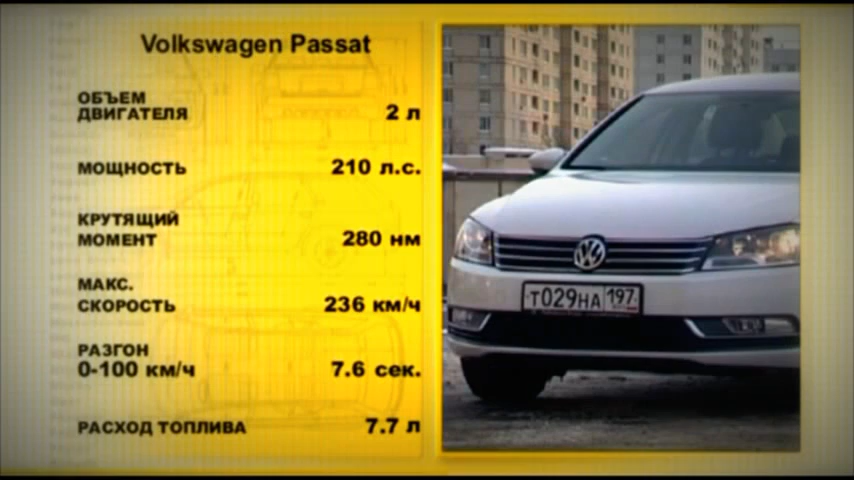 Volkswagen Passat
ОБЪЕМ
ДВИГАТЕЛЯ 2 л
МОЩНОСТЬ 210 л.с.
КРУТЯЩИЙ
МОМЕНТ 280 нм
МАКС.
СКОРОСТЬ 236 км/ч
РАЗГОН
0-100 км/ч 7.6 сек.
РАСХОД ТОПЛИВА 7.7 л
Т029НА 197